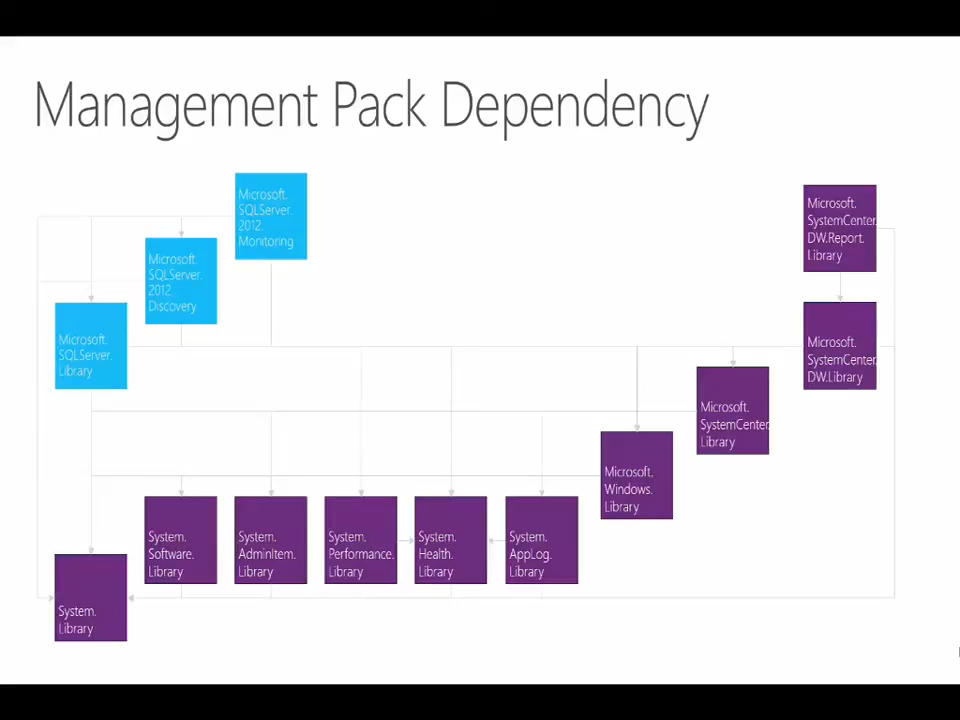 Management Pack Dependency
Microsoft.
SQLServer.
2012.
Monitoring
Microsoft.
SystemCenter.
DW.Report.
Library
Microsoft.
SQLServer.
2012.
Discovery
Microsoft.
SQLServer.
Library
Microsoft.
SystemCenter.
DW.Library
Microsoft.
SystemCenter.
Library
Microsoft.
Windows.
Library
System.
Software.
Library
System.
AdminItem.
Library
System.
Performance.
Library
System.
Health.
Library
System.
AppLog.
Library
System.
Library